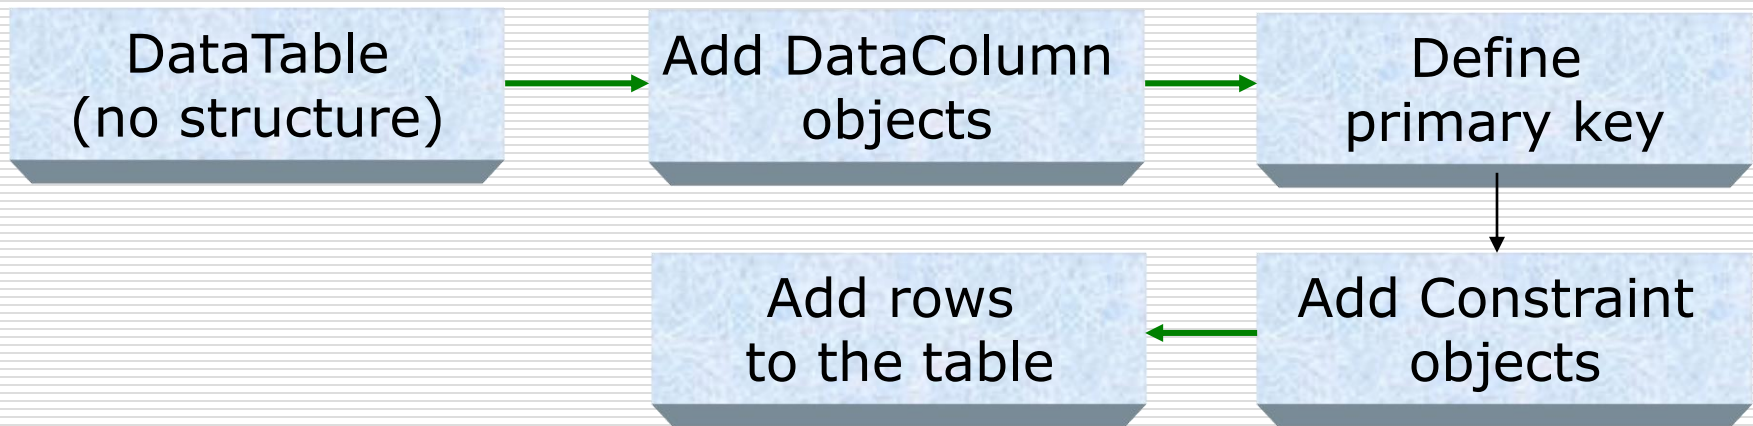 DataTable
(no structure)
Add DataColumn
objects
Define
primary key
Add Constraint
objects
Add rows
to the table